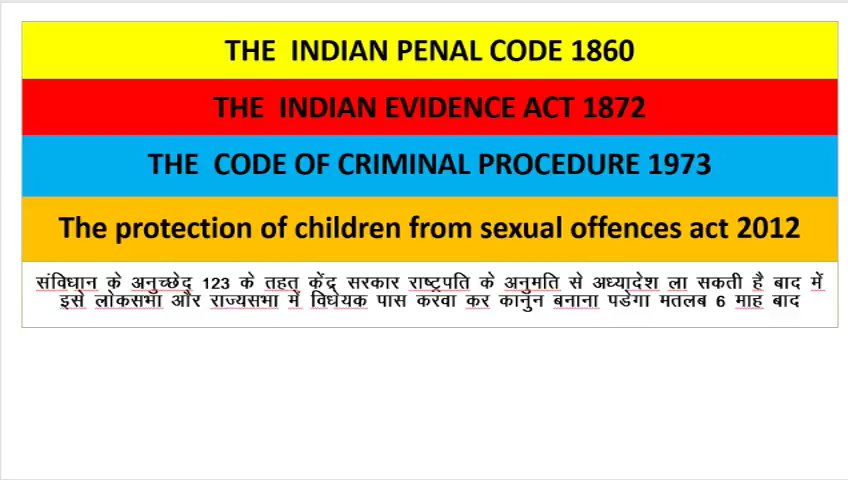 THE INDIAN PENAL CODE 1860
THE INDIAN EVIDENCE ACT 1872
THE CODE OF CRIMINAL PROCEDURE 1973
The protection of children from sexual offences act 2012
संविधान के अनुच्छेद 123 के तहत केंद्र सरकार राष्ट्रपति के अनुमति से अध्यादेश ला सकती है बाद में
इसे लोकसभा और राज्यसभा में विधेयक पास करवा कर कानुन बनाना पडेगा मतलब 6 माह बाद